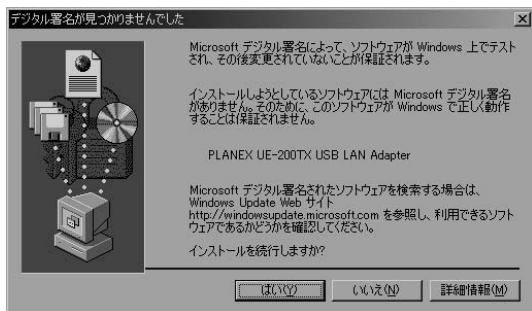 デジタル署名が見つかりませんでした
Microsoft デジタル署名によって、ソフトウェアが Windows 上でテスト
され、その後変更されていないことが保証されます。
インストールしようとしているソフトウェアには Microsoft デジタル署名
がありません。そのために、このソフトウェアが Windows で正しく動作
することは保証されません。
PLANEX UE-200TX USB LAN Adapter
Microsoft デジタル署名されたソフトウェアを検索する場合は、
Windows Update Web サイト
http://windowsupdate.microsoft.com を参照し、利用できるソフト
ウェアであるかどうかを確認してください。
インストールを続行しますか?
はい(Y) いいえ(N) 詳細情報(M)